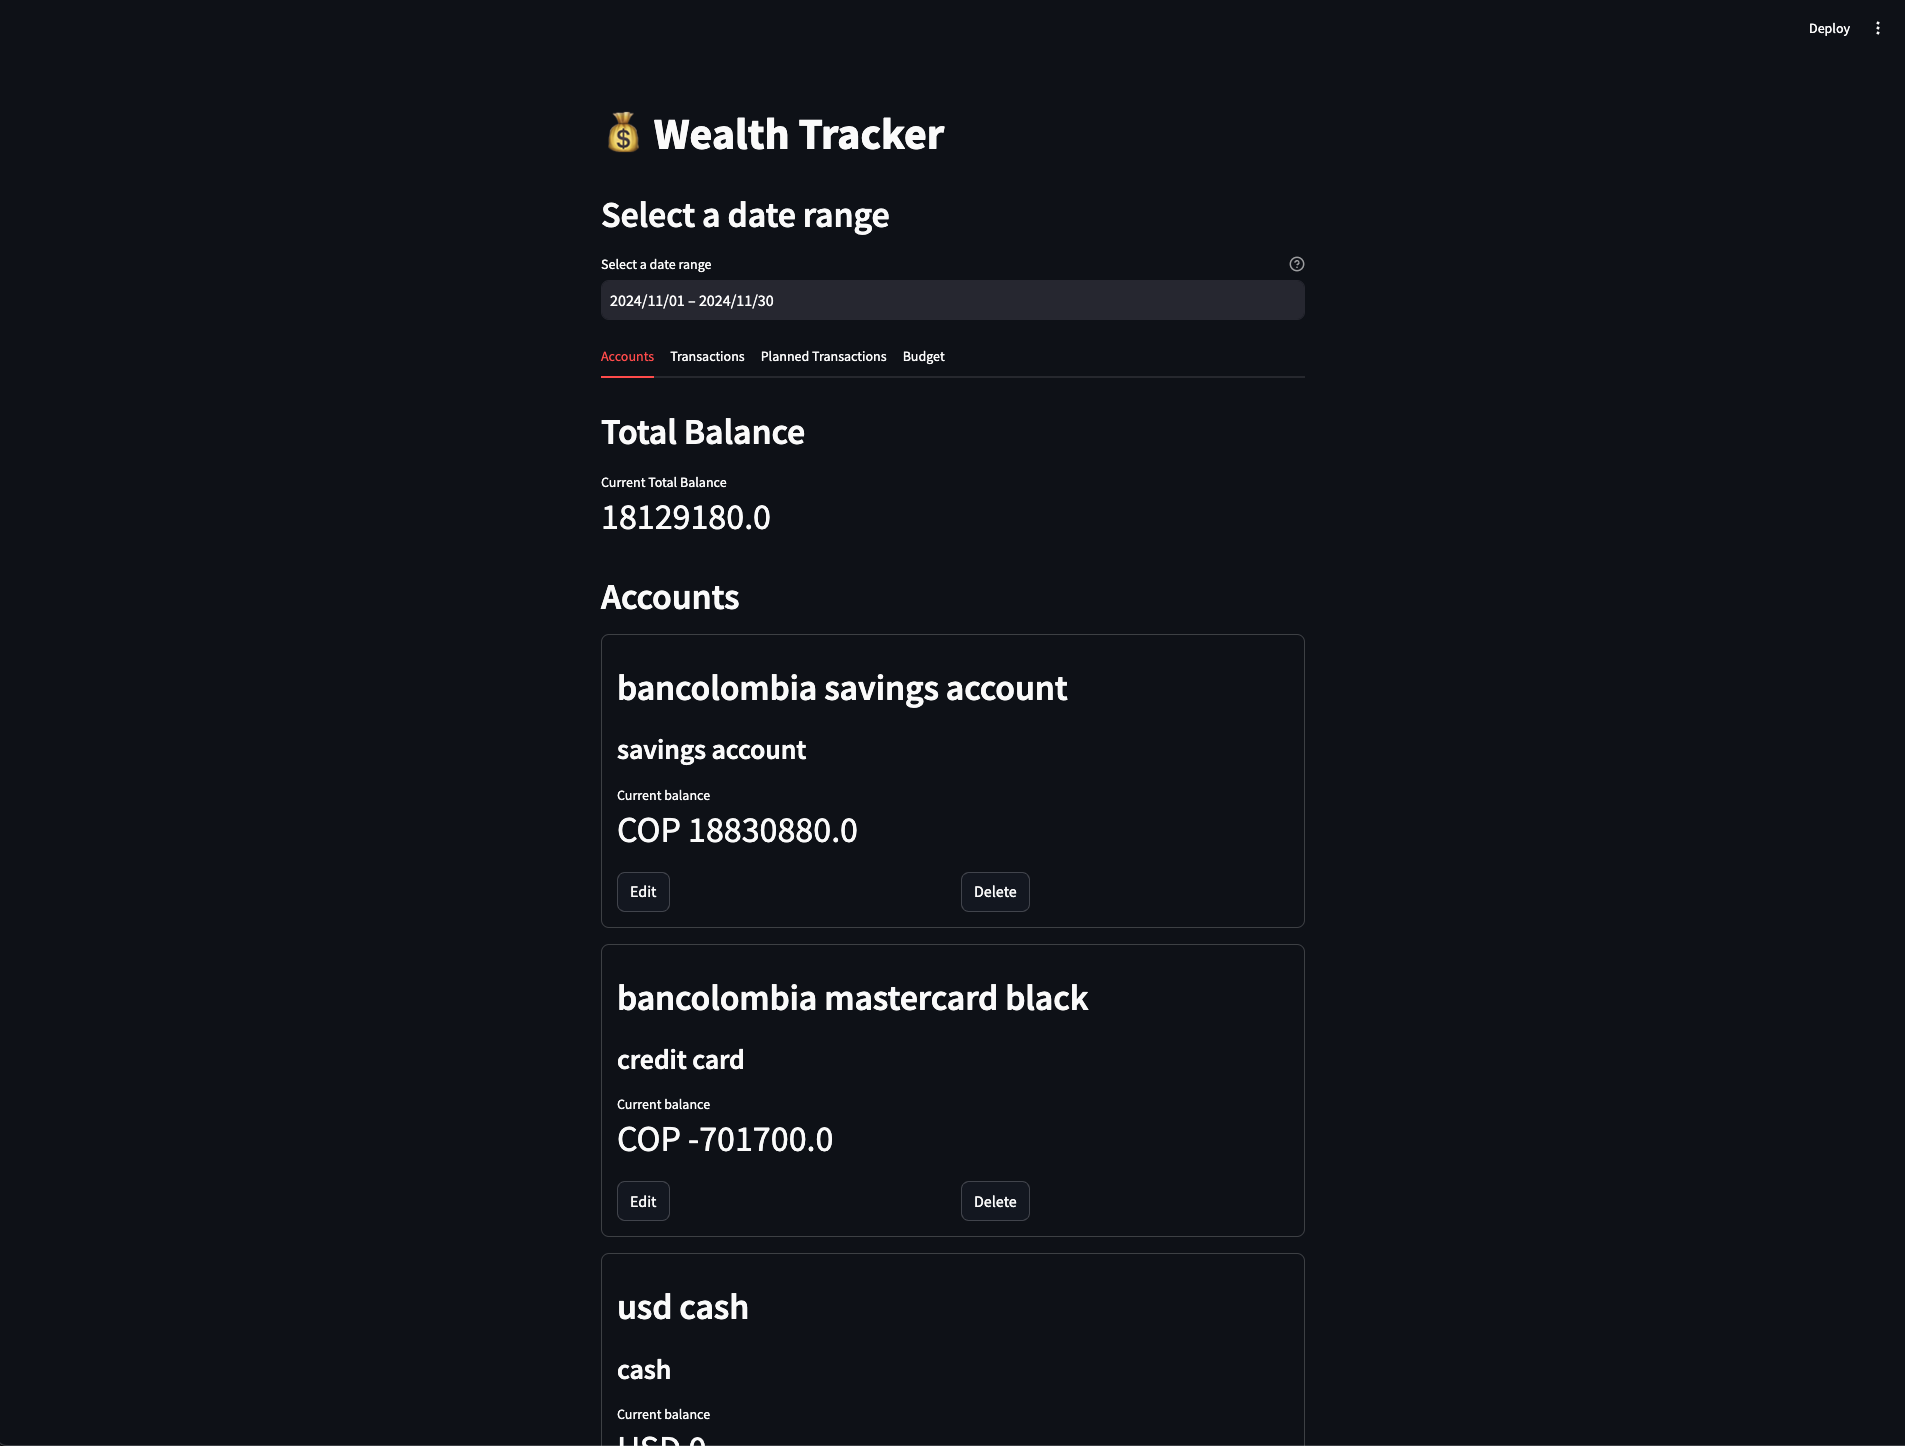 Deploy
Wealth Tracker
Select a date range
Select a date range
2024/11/01 – 2024/11/30
Accounts Transactions Planned Transactions Budget
Total Balance
Current Total Balance
18129180.0
Accounts
bancolombia savings account
savings account
Current balance
COP 18830880.0
Edit Delete
bancolombia mastercard black
credit card
Current balance
COP -701700.0
Edit Delete
usd cash
cash
Current balance
USD 0